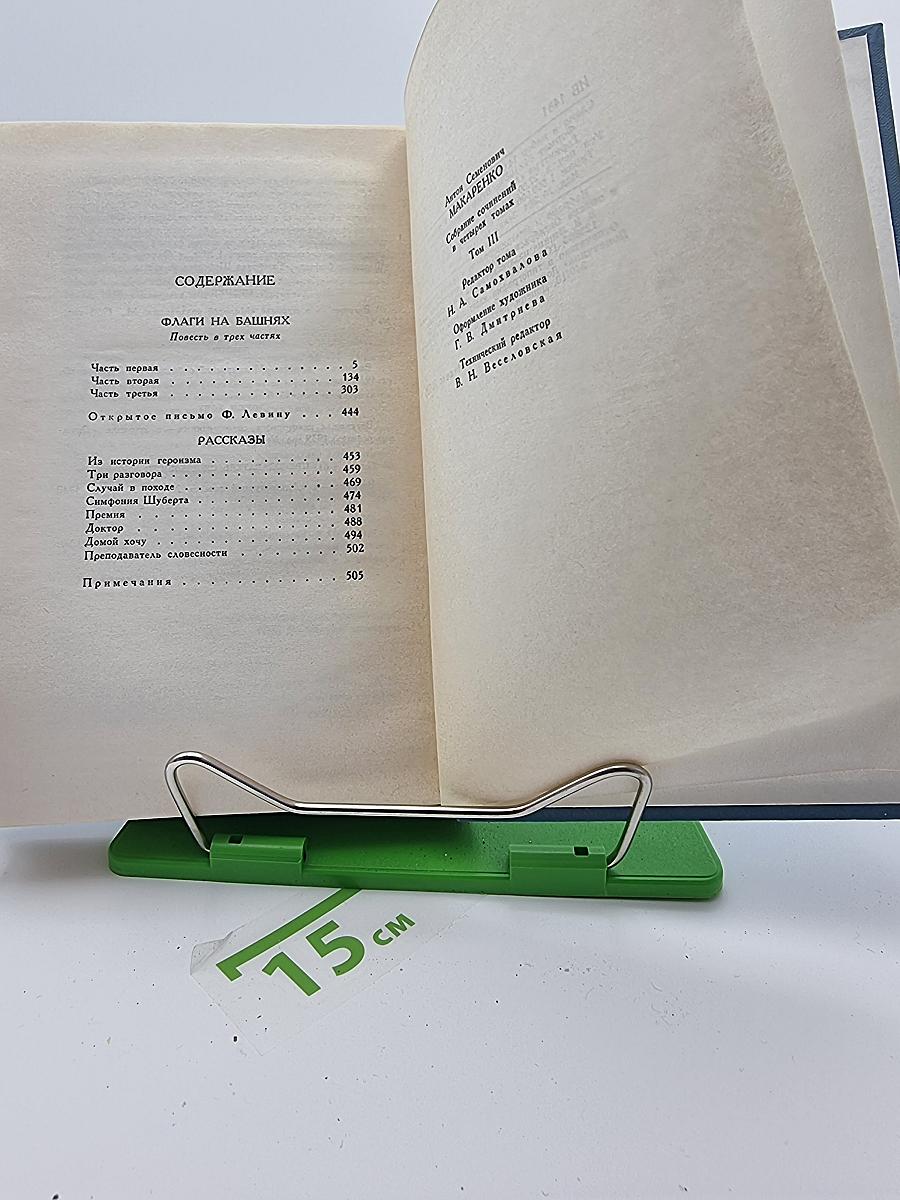 СОДЕРЖАНИЕ
ФЛАГИ НА БАШНЯХ
Повесть в трех частях
Часть первая . . . . . . . . . . . . . . 5
Часть вторая . . . . . . . . . . . . . . 134
Часть третья . . . . . . . . . . . . . . 303
Открытое письмо Ф. Левину . . . 444
РАССКАЗЫ
Из истории героизма . . . . . . . . . . 453
Три разговора . . . . . . . . . . . . . 459
Случай в походе . . . . . . . . . . . . 469
Симфония Шуберта . . . . . . . . . . . 474
Премия . . . . . . . . . . . . . . . . 481
Доктор . . . . . . . . . . . . . . . . 488
Домой хочу . . . . . . . . . . . . . . 494
Преподаватель словесности . . . . . . . 502
Примечания . . . . . . . . . . . . 505
Антон Семенович
МАКАРЕНКО
Собрание сочинений
в четырех томах
Том III
Редактор тома
Н. А. Самохвалова
Оформление художника
Г. В. Дмитриева
Технический редактор
В. Н. Веселовская
ИВ 1481
15 СМ